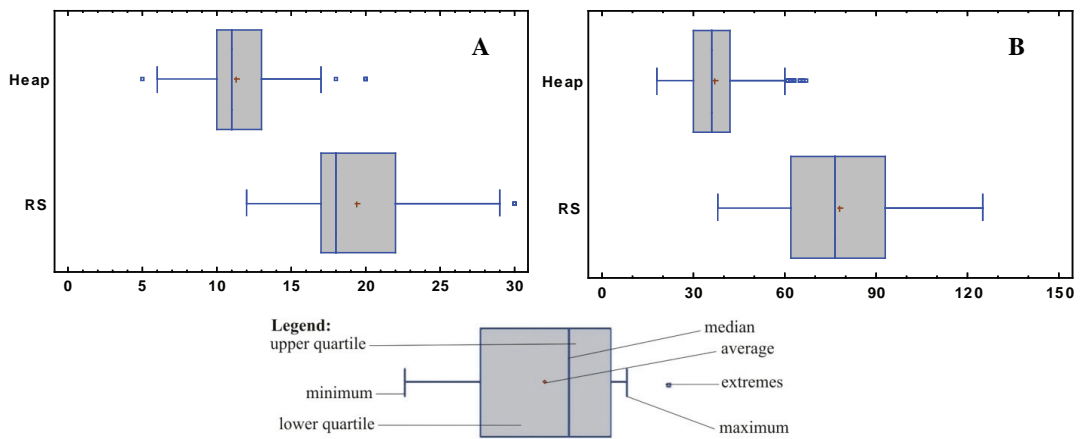 A
Heap
RS
0 5 10 15 20 25 30
B
Heap
RS
0 30 60 90 120 150
Legend:
upper quartile
minimum
lower quartile
median
average
extremes
maximum